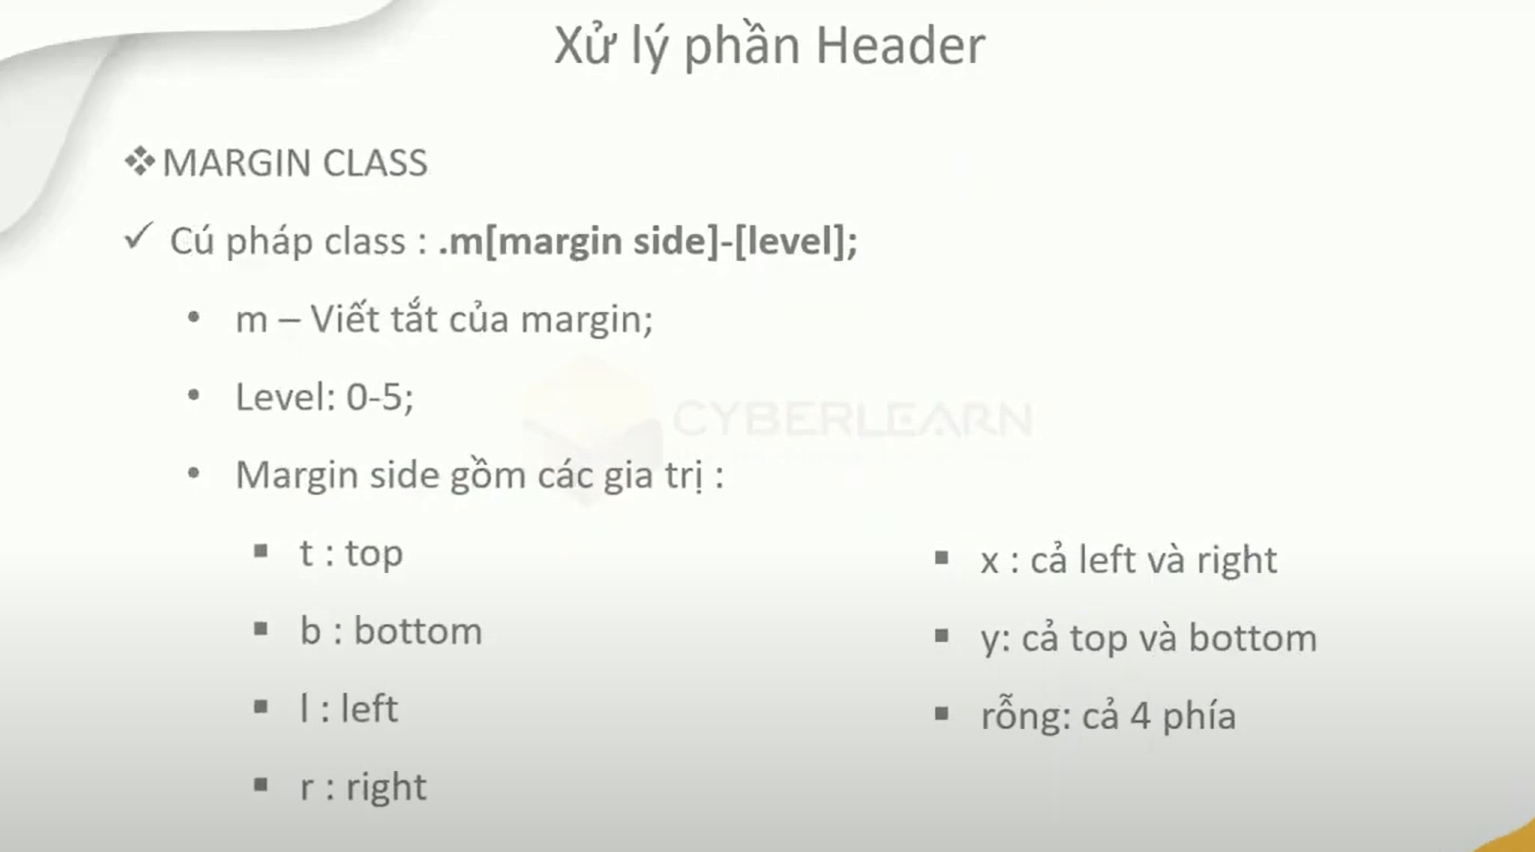 Xử lý phần Header
MARGIN CLASS
Cú pháp class : .m[margin side]-[level];
m – Viết tắt của margin;
Level: 0-5;
CYBERLEARN
Margin side gồm các gia trị :
t : top
b : bottom
l : left
r : right
x : cả left và right
y: cả top và bottom
rỗng: cả 4 phía